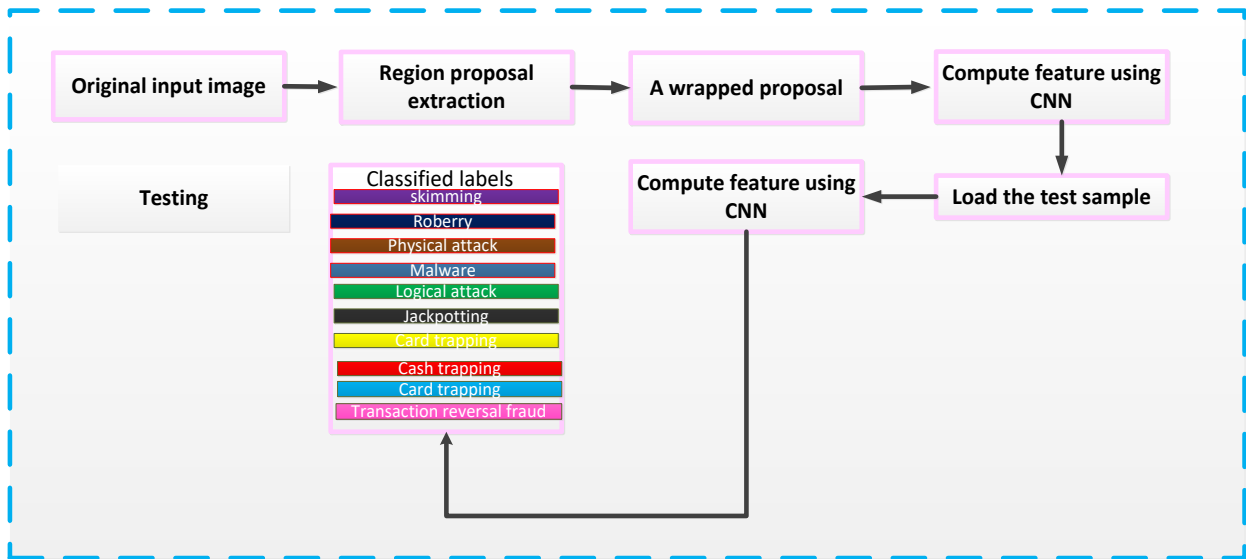 Original input image
Region proposal
extraction
A wrapped proposal
Compute feature using
CNN
Load the test sample
Compute feature using
CNN
Testing
Classified labels
skimming
Roberry
Physical attack
Malware
Logical attack
Jackpotting
Card trapping
Cash trapping
Card trapping
Transaction reversal fraud